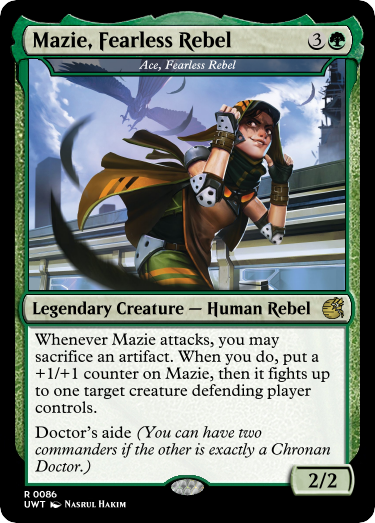 Mazie, Fearless Rebel 3
Ace, Fearless Rebel
Legendary Creature — Human Rebel
Whenever Mazie attacks, you may
sacrifice an artifact. When you do, put a
+1/+1 counter on Mazie, then it fights up
to one target creature defending player
controls.
Doctor's aide (You can have two
commanders if the other is exactly a Chronan
Doctor.)
2/2
R 0086
UWT Nasrul Hakim